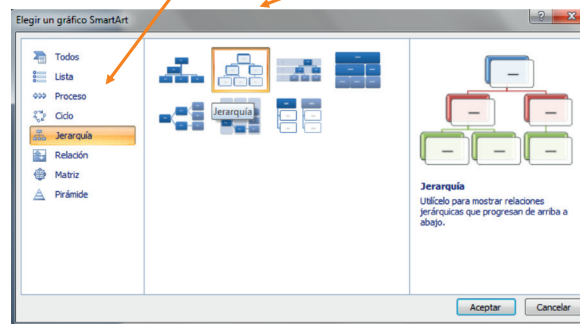 Elegir un gráfico SmartArt
Todos
Lista
Proceso
Ciclo
Jerarquía
Relación
Matriz
Pirámide
Jerarquía
Jerarquía
Utilícelo para mostrar relaciones
jerárquicas que progresan de arriba a
abajo.
Aceptar
Cancelar